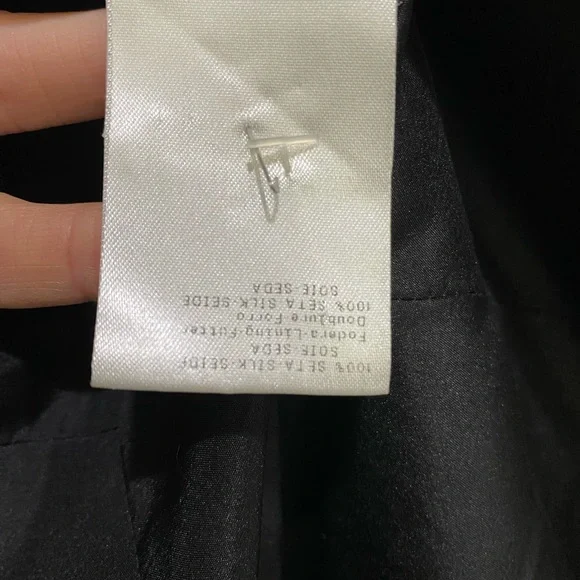 100% SETA-SILK-SEIDE
SOIE-SEDA
Fodera-Lining-Futter
Doublure-Forro
100% SETA SILK-SEIDE
SOIE-SEDA